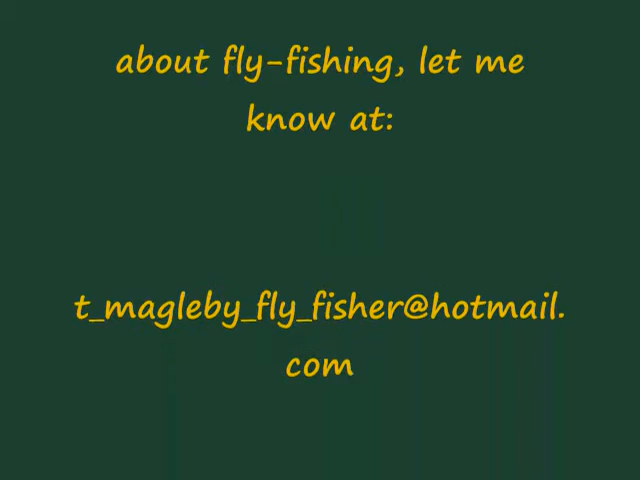 about fly-fishing, let me
know at:
t_magleby_fly_fisher@hotmail.
com